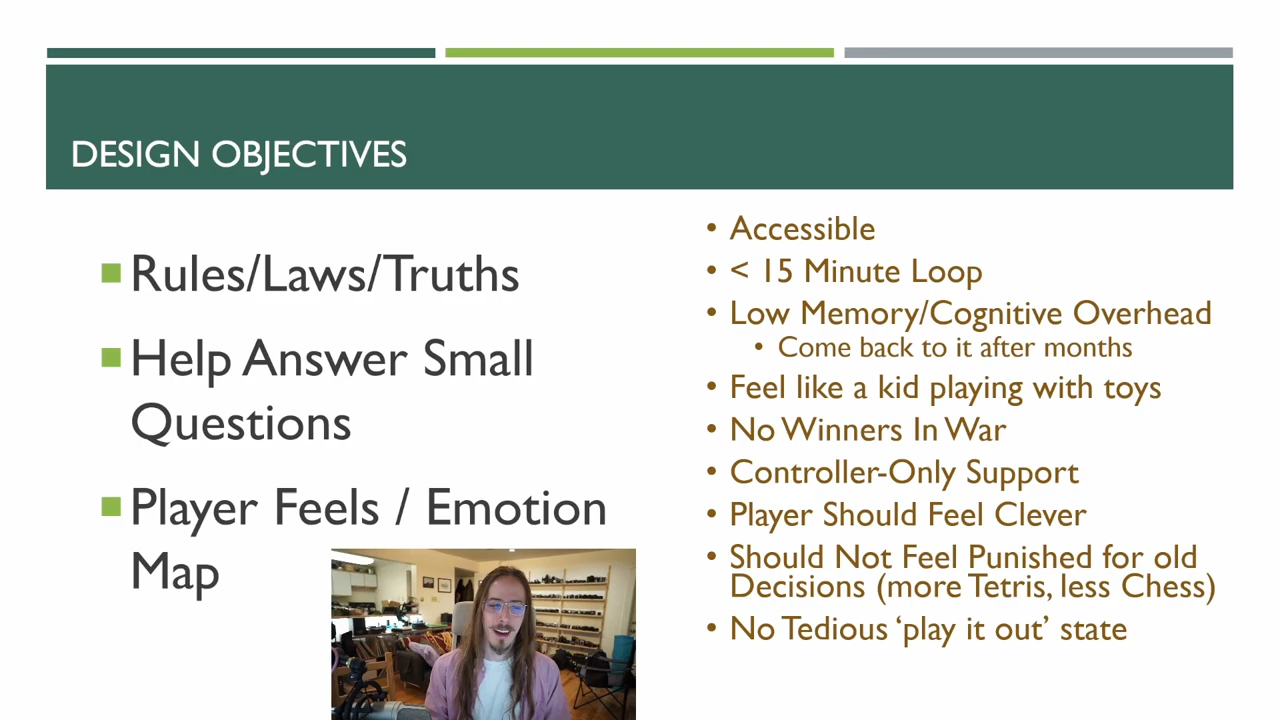 DESIGN OBJECTIVES
Rules/Laws/Truths
Help Answer Small
Questions
Player Feels / Emotion
Map
• Accessible
• < 15 Minute Loop
• Low Memory/Cognitive Overhead
• Come back to it after months
• Feel like a kid playing with toys
• No Winners In War
• Controller-Only Support
• Player Should Feel Clever
• Should Not Feel Punished for old
Decisions (more Tetris, less Chess)
• No Tedious ‘play it out’ state